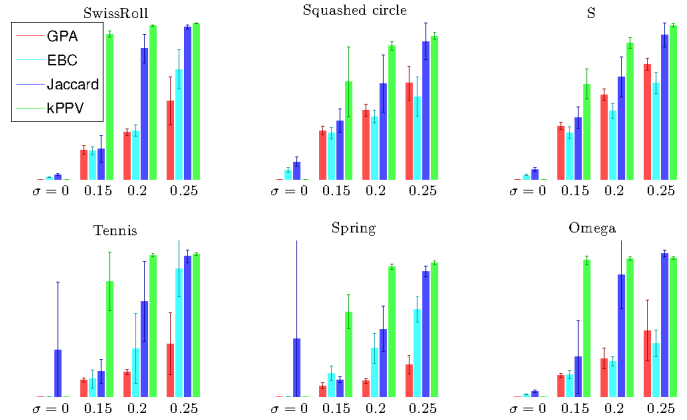 SwissRoll
Squashed circle
S
GPA
EBC
Jaccard
kPPV
σ = 0 0.15 0.2 0.25
σ = 0 0.15 0.2 0.25
σ = 0 0.15 0.2 0.25
Tennis
Spring
Omega
σ = 0 0.15 0.2 0.25
σ = 0 0.15 0.2 0.25
σ = 0 0.15 0.2 0.25